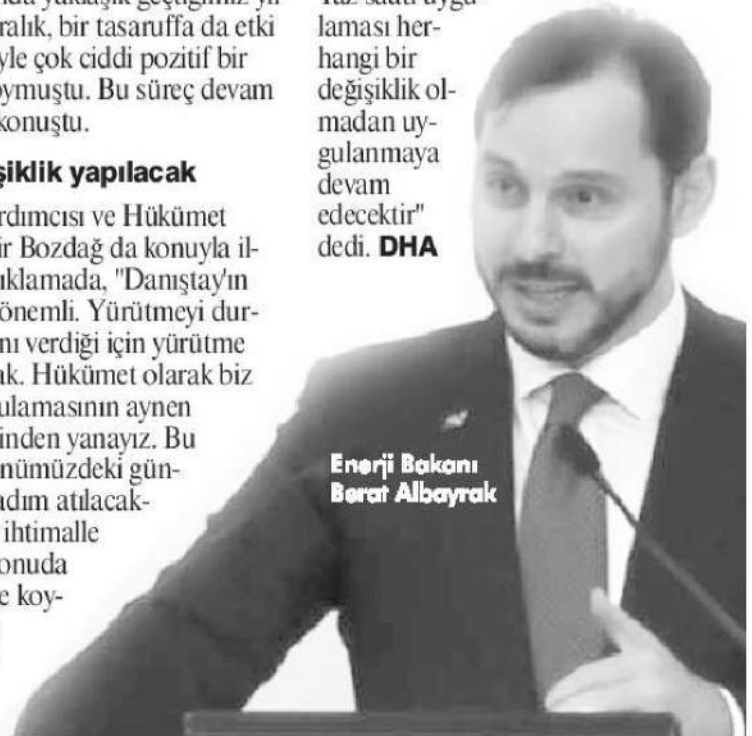 ralık, bir tasaruffa da etki
yle çok ciddi pozitif bir
oymuştu. Bu süreç devam
konuştu.
şiklik yapılacak
rdımcısı ve Hükümet
ir Bozdağ da konuyla il-
ıklamada, "Danıştay'ın
önemli. Yürütmeyi dur-
nı verdiği için yürütme
ak. Hükümet olarak biz
ulamasının aynen
inden yanayız. Bu
nümüzdeki gün-
adım atılacak-
ihtimalle
onuda
e koy-
laması her-
hangi bir
değişiklik ol-
madan uy-
gulanmaya
devam
edecektir"
dedi. DHA
Enerji Bakanı
Berat Albayrak